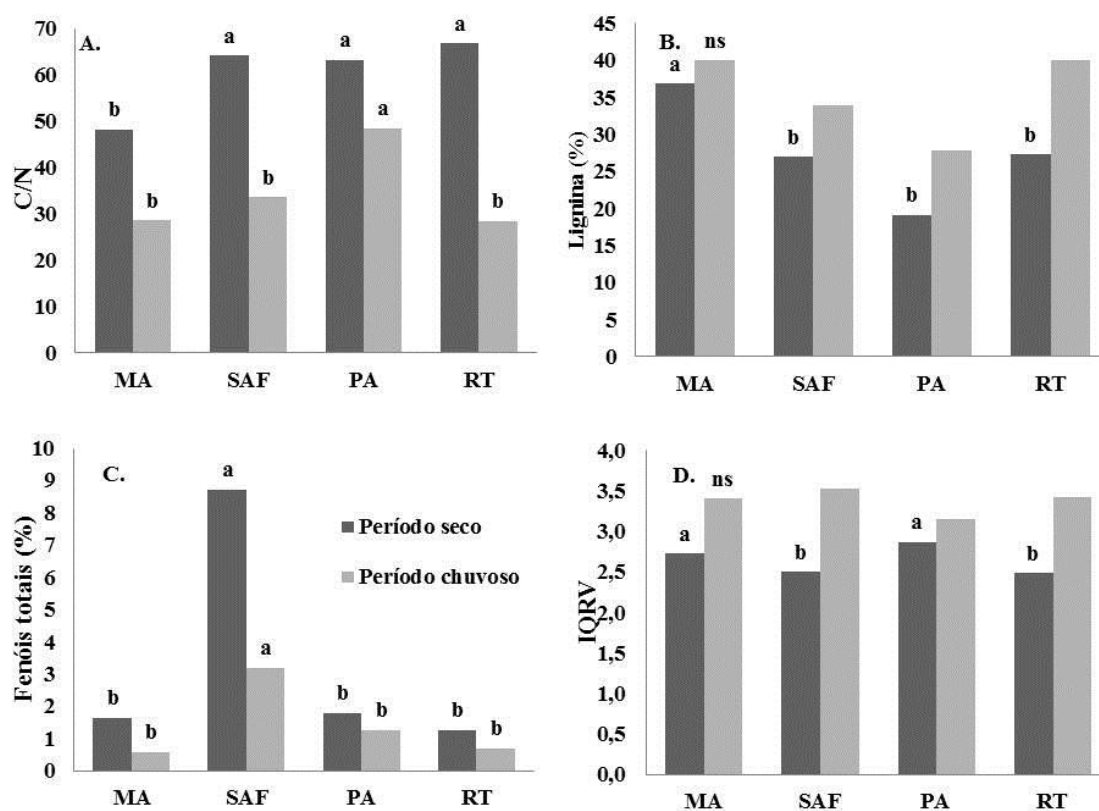 A.
C/N
70
60
50
40
30
20
10
0
b
b
a
b
a
a
a
b
MA SAF PA RT
B.
Lignina (%)
45
40
35
30
25
20
15
10
5
0
a
ns
b
b
b
MA SAF PA RT
C.
Fenóis totais (%)
10
9
8
7
6
5
4
3
2
1
0
b
b
a
a
b
b
b
b
Período seco
Período chuvoso
MA SAF PA RT
D.
IQRV
4,0
3,5
3,0
2,5
2,0
1,5
1,0
0,5
0,0
a
ns
b
a
b
MA SAF PA RT